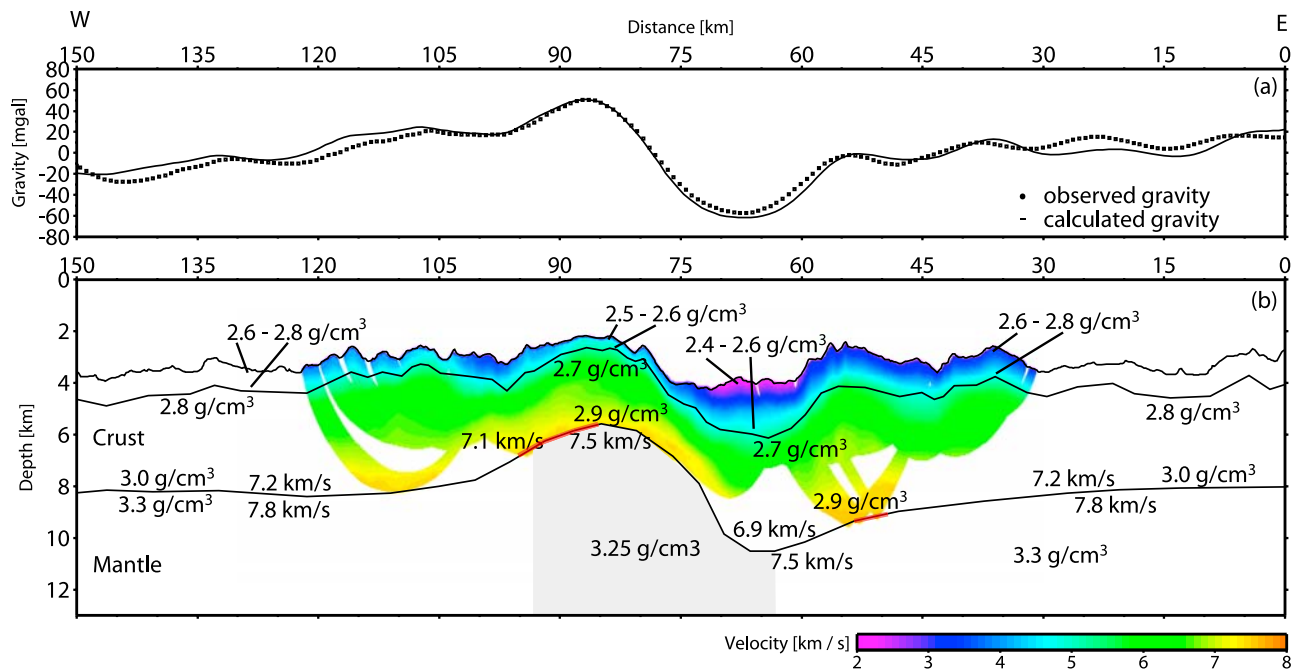 W Distance [km] E
150 135 120 105 90 75 60 45 30 15 0
80
60
40
20
0
-20
-40
-60
-80
Gravity [mgal]
(a)
observed gravity
calculated gravity
150 135 120 105 90 75 60 45 30 15 0
0
2
4
6
8
10
12
Depth [km]
(b)
2.6 - 2.8 g/cm³
2.5 - 2.6 g/cm³
2.4 - 2.6 g/cm³
2.6 - 2.8 g/cm³
2.7 g/cm³
2.8 g/cm³
2.9 g/cm³
2.8 g/cm³
Crust
7.1 km/s
7.5 km/s
2.7 g/cm³
3.0 g/cm³
7.2 km/s
3.3 g/cm³
7.8 km/s
2.9 g/cm³
7.2 km/s
3.0 g/cm³
7.8 km/s
6.9 km/s
7.5 km/s
Mantle
3.25 g/cm3
3.3 g/cm³
Velocity [km / s]
2 3 4 5 6 7 8